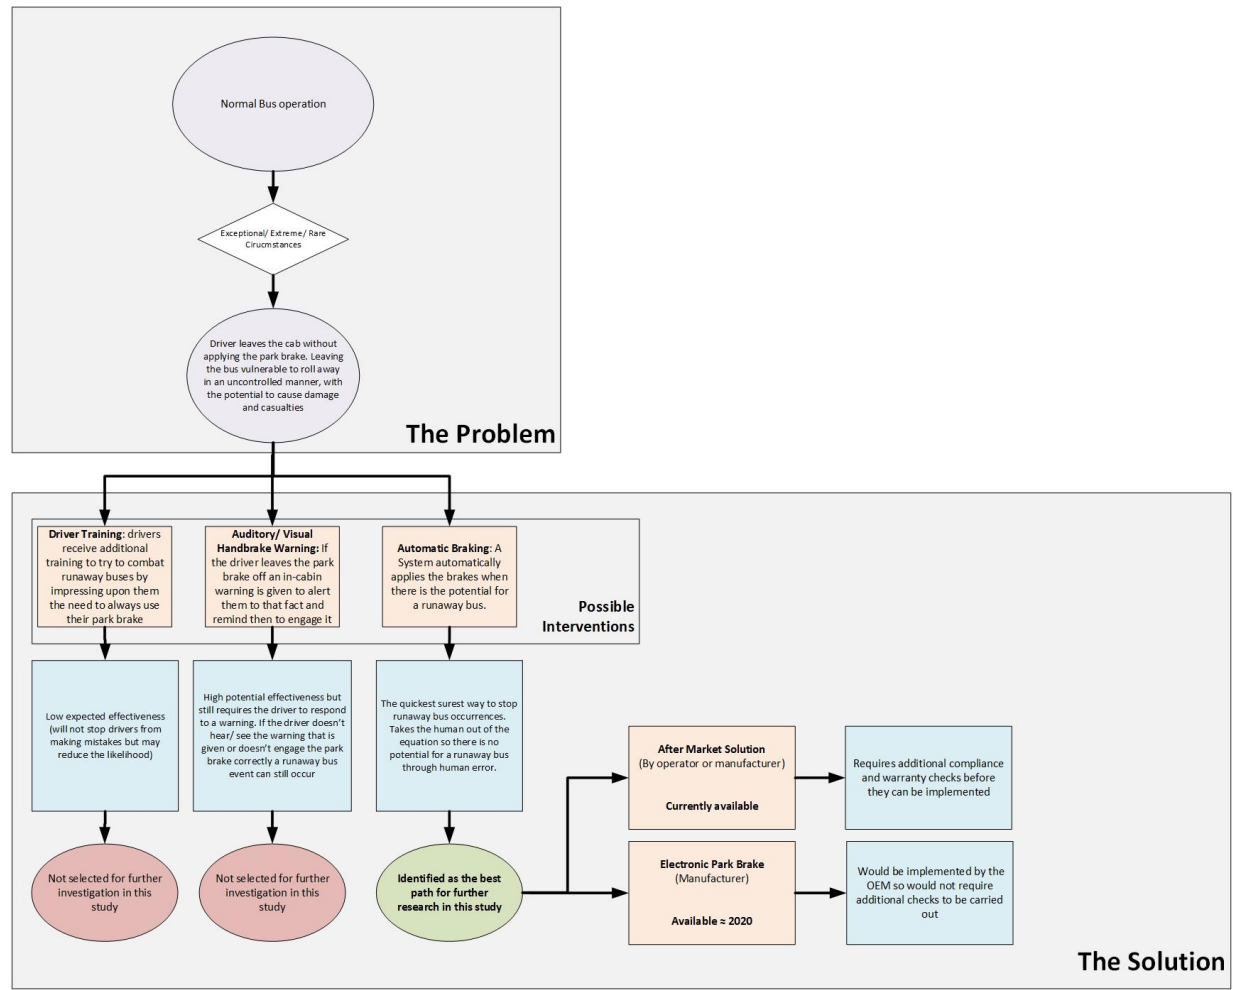 Normal Bus operation
Exceptional/ Extreme/ Rare
Cirucmstances
Driver leaves the cab without
applying the park brake. Leaving
the bus vulnerable to roll away
in an uncontrolled manner, with
the potential to cause damage
and casualties
The Problem
Driver Training: drivers
receive additional
training to try to combat
runaway buses by
impressing upon them
the need to always use
their park brake
Auditory/ Visual
Handbrake Warning: If
the driver leaves the park
brake off an in-cabin
warning is given to alert
them to that fact and
remind then to engage it
Automatic Braking: A
System automatically
applies the brakes when
there is the potential for
a runaway bus.
Possible
Interventions
Low expected effectiveness
(will not stop drivers from
making mistakes but may
reduce the likelihood)
High potential effectiveness but
still requires the driver to respond
to a warning. If the driver doesn't
hear/ see the warning that is
given or doesn't engage the park
brake correctly a runaway bus
event can still occur
The quickest surest way to stop
runaway bus occurrences.
Takes the human out of the
equation so there is no
potential for a runaway bus
through human error.
After Market Solution
(By operator or manufacturer)
Currently available
Requires additional compliance
and warranty checks before
they can be implemented
Not selected for further
investigation in this
study
Not selected for further
investigation in this
study
Identified as the best
path for further
research in this study
Electronic Park Brake
(Manufacturer)
Available ≈ 2020
Would be implemented by the
OEM so would not require
additional checks to be carried
out
The Solution